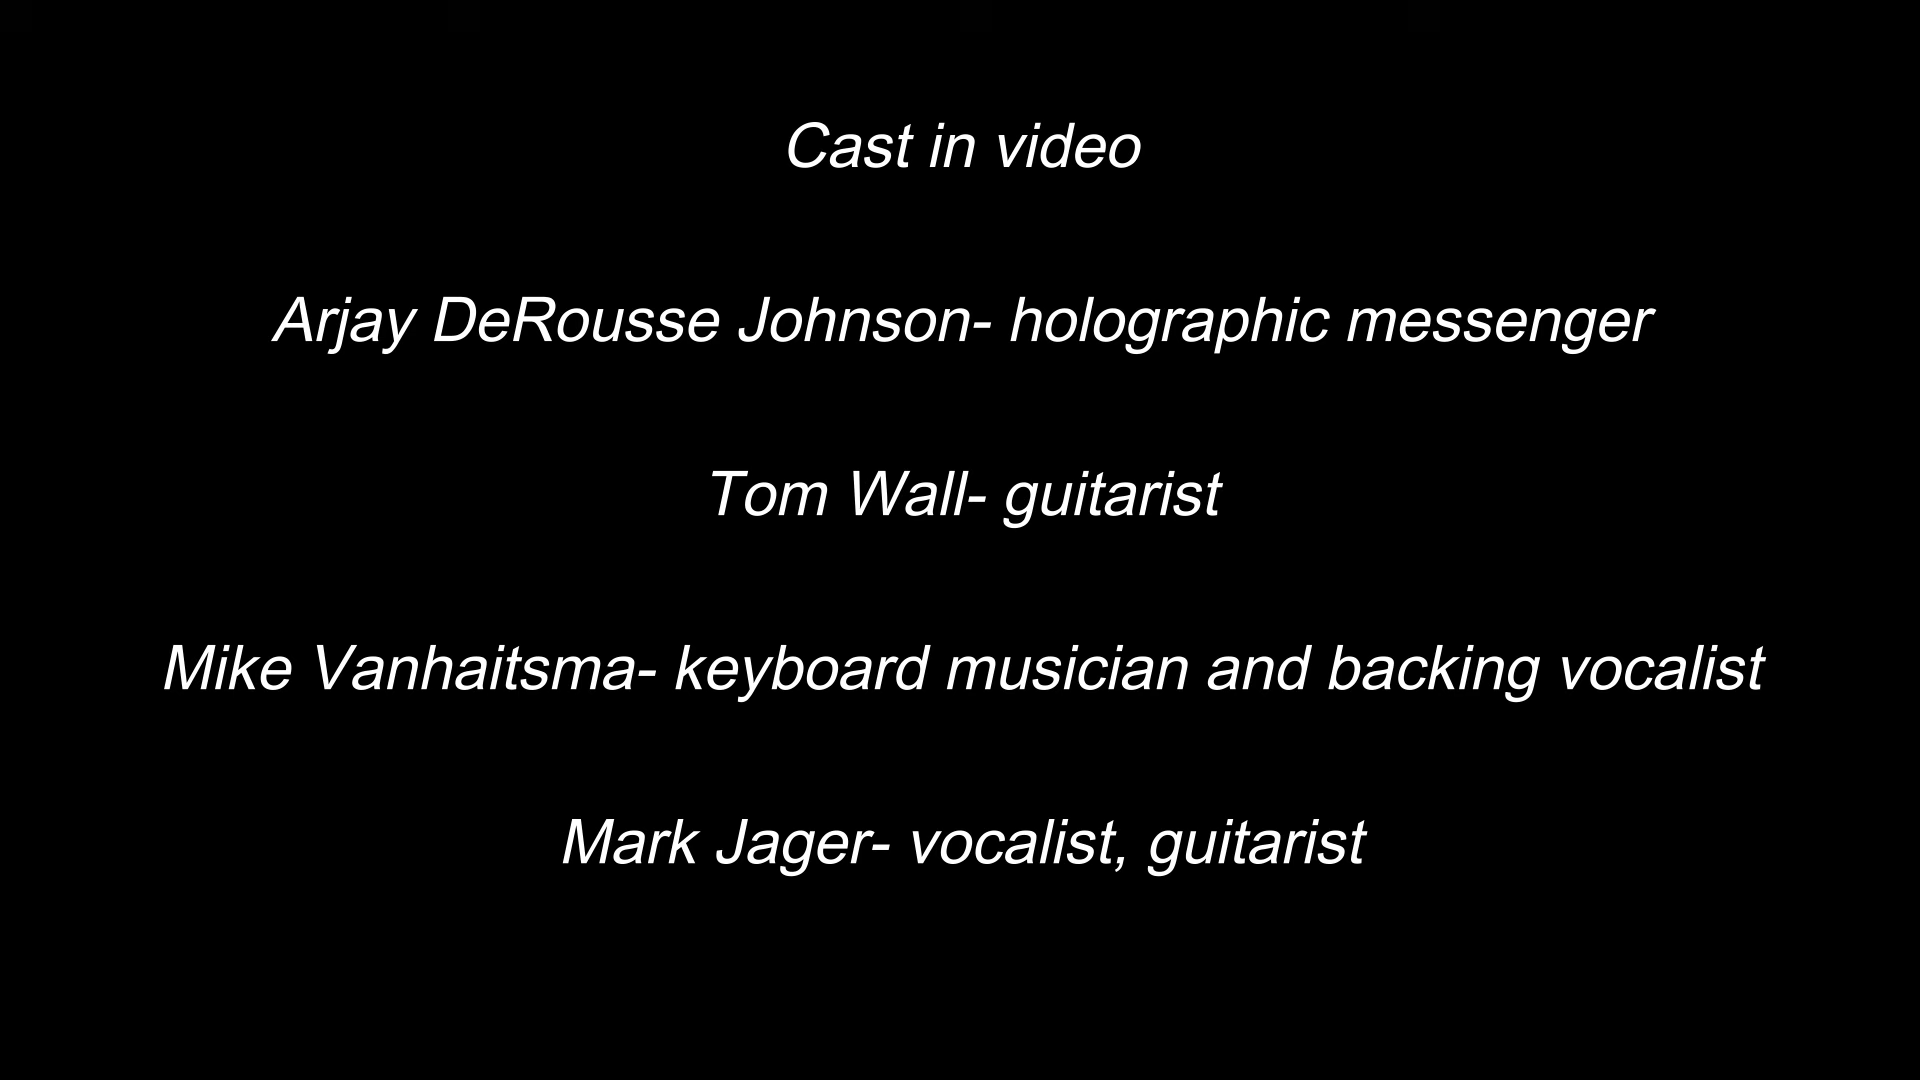 Cast in video
Arjay DeRousse Johnson- holographic messenger
Tom Wall- guitarist
Mike Vanhaitsma- keyboard musician and backing vocalist
Mark Jager- vocalist, guitarist